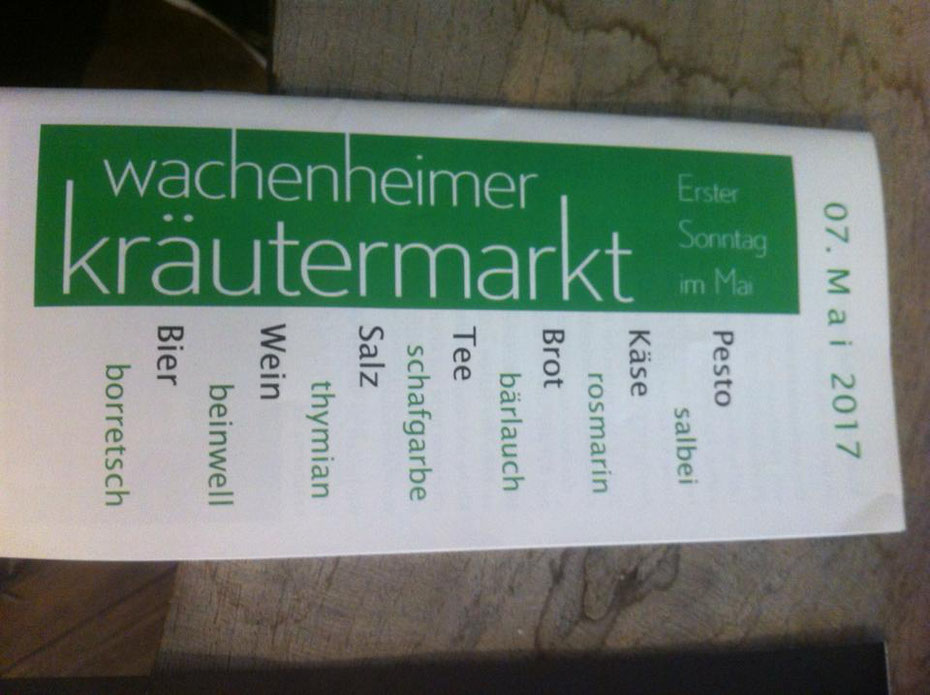 07. Mai 2017
wachenheimer
kräutermarkt
Erster
Sonntag
im Mai
Pesto
salbei
Käse
rosmarin
Brot
bärlauch
Tee
schafgarbe
Salz
thymian
Wein
beinwell
Bier
borretsch